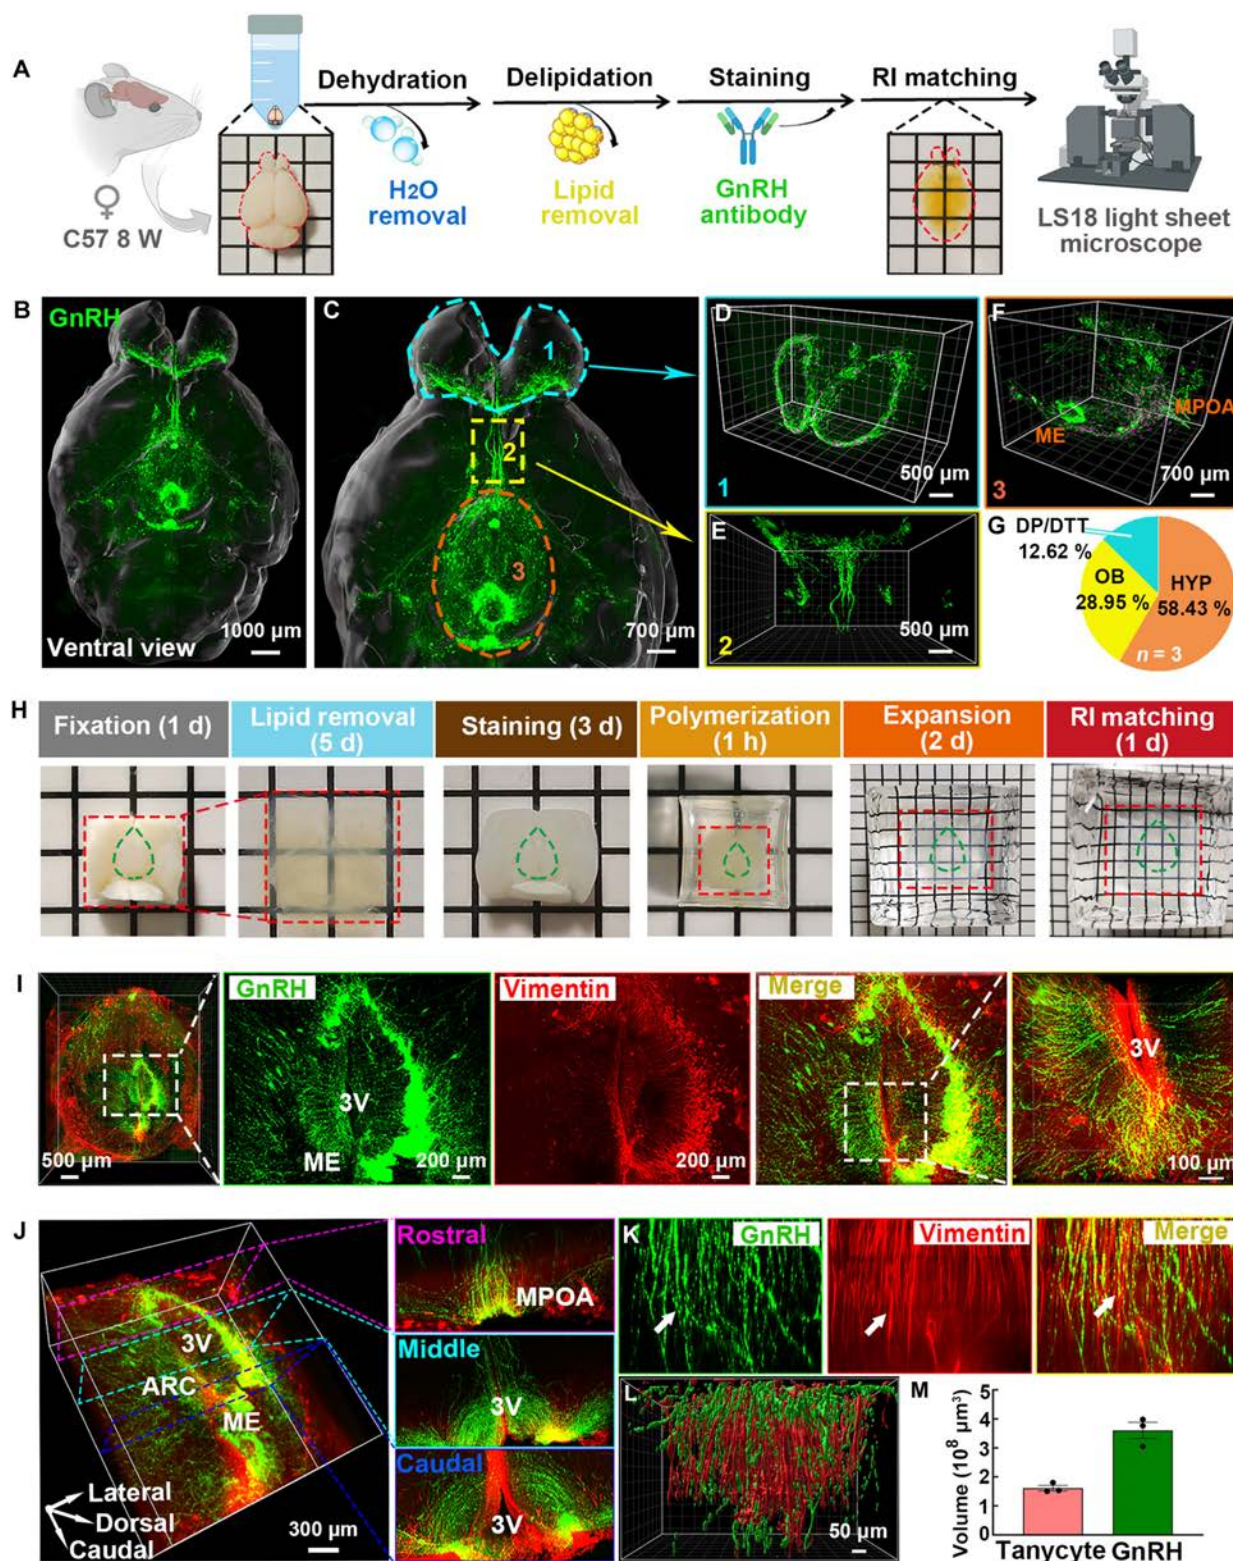 A
♀
C57 8 W
Dehydration
H2O
removal
Delipidation
Lipid
removal
Staining
GnRH
antibody
RI matching
LS18 light sheet
microscope
B
GnRH
Ventral view
1000 µm
C
1
2
3
700 µm
D
1
500 µm
E
2
500 µm
F
MPOA
ME
3
700 µm
G
DP/DTT
12.62 %
OB
28.95 %
HYP
58.43 %
n = 3
H
Fixation (1 d)
Lipid removal
(5 d)
Staining (3 d)
Polymerization
(1 h)
Expansion
(2 d)
RI matching
(1 d)
I
500 µm
GnRH
3V
ME
200 µm
Vimentin
200 µm
Merge
3V
100 µm
J
3V
ARC
ME
Lateral
Dorsal
Caudal
300 µm
Rostral
MPOA
Middle
3V
Caudal
3V
K
GnRH
Vimentin
Merge
L
50 µm
M
Volume (10⁸ µm³)
5
4
3
2
1
0
Tanycyte GnRH